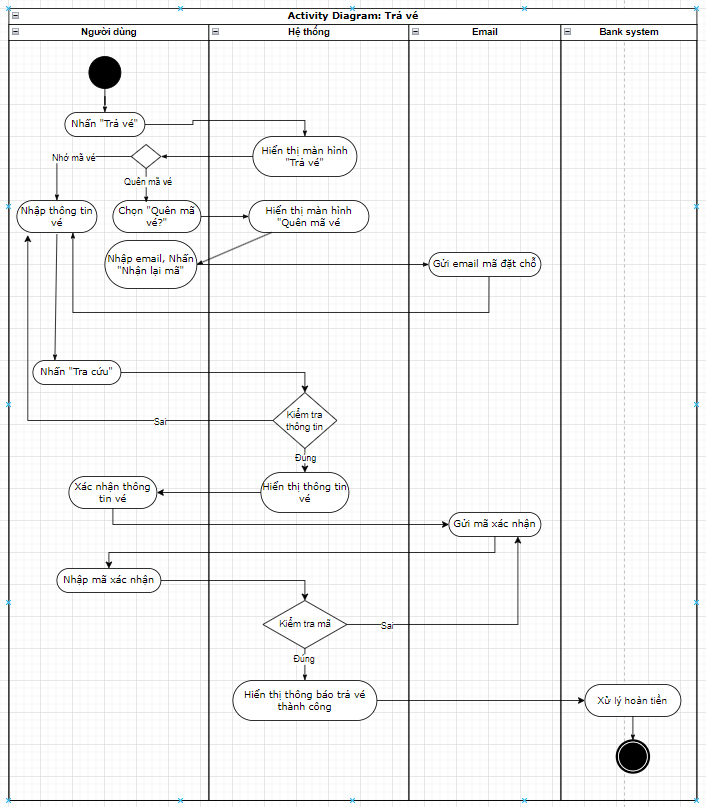 Activity Diagram: Trả vé
Người dùng
Hệ thống
Email
Bank system
Nhấn "Trả vé"
Hiển thị màn hình
"Trả vé"
Nhớ mã vé
Quên mã vé
Nhập thông tin
vé
Chọn "Quên mã
vé?"
Hiển thị màn hình
"Quên mã vé
Nhập email, Nhấn
"Nhận lại mã"
Gửi email mã đặt chỗ
Nhấn "Tra cứu"
Kiểm tra
thông tin
Sai
Đúng
Xác nhận thông
tin vé
Hiển thị thông tin
vé
Gửi mã xác nhận
Nhập mã xác nhận
Kiểm tra mã
Sai
Đúng
Hiển thị thông báo trả vé
thành công
Xử lý hoàn tiền